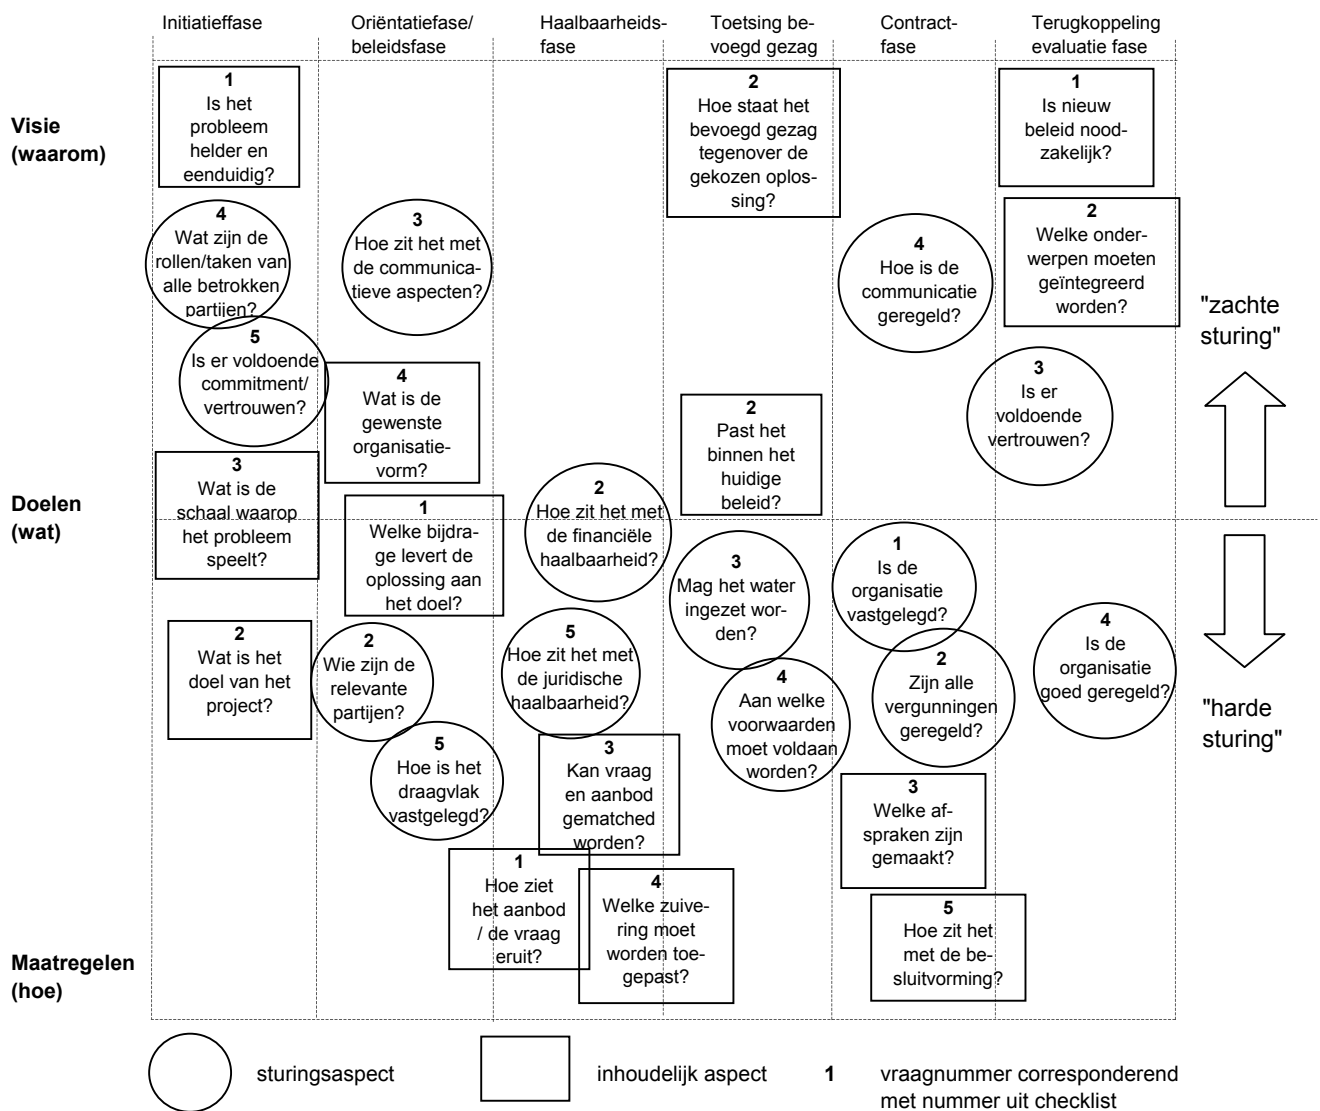 Initiatieffase
Oriëntatiefase/
beleidsfase
Haalbaarheids-
fase
Toetsing be-
voegd gezag
Contract-
fase
Terugkoppeling
evaluatie fase
Visie
(waarom)
1
Is het
probleem
helder en
eenduidig?
2
Hoe staat het
bevoegd gezag
tegenover de
gekozen oplos-
sing?
1
Is nieuw
beleid nood-
zakelijk?
4
Wat zijn de
rollen/taken van
alle betrokken
partijen?
3
Hoe zit het met
de communica-
tieve aspecten?
4
Hoe is de
communicatie
geregeld?
2
Welke onder-
werpen moeten
geïntegreerd
worden?
"zachte
sturing"
5
Is er voldoende
commitment/
vertrouwen?
4
Wat is de
gewenste
organisatie-
vorm?
2
Past het
binnen het
huidige
beleid?
3
Is er
voldoende
vertrouwen?
Doelen
(wat)
3
Wat is de
schaal waarop
het probleem
speelt?
1
Welke bijdra-
ge levert de
oplossing aan
het doel?
2
Hoe zit het met
de financiële
haalbaarheid?
3
Mag het water
ingezet wor-
den?
1
Is de
organisatie
vastgelegd?
2
Wat is het
doel van het
project?
2
Wie zijn de
relevante
partijen?
5
Hoe zit het met
de juridische
haalbaarheid?
4
Aan welke
voorwaarden
moet voldaan
worden?
2
Zijn alle
vergunningen
geregeld?
4
Is de
organisatie
goed geregeld?
"harde
sturing"
5
Hoe is het
draagvlak
vastgelegd?
3
Kan vraag
en aanbod
gematched
worden?
3
Welke af-
spraken zijn
gemaakt?
Maatregelen
(hoe)
1
Hoe ziet
het aanbod
/ de vraag
eruit?
4
Welke zuive-
ring moet
worden toe-
gepast?
5
Hoe zit het
met de be-
sluitvorming?
sturingsaspect
inhoudelijk aspect
1
vraagnummer corresponderend
met nummer uit checklist